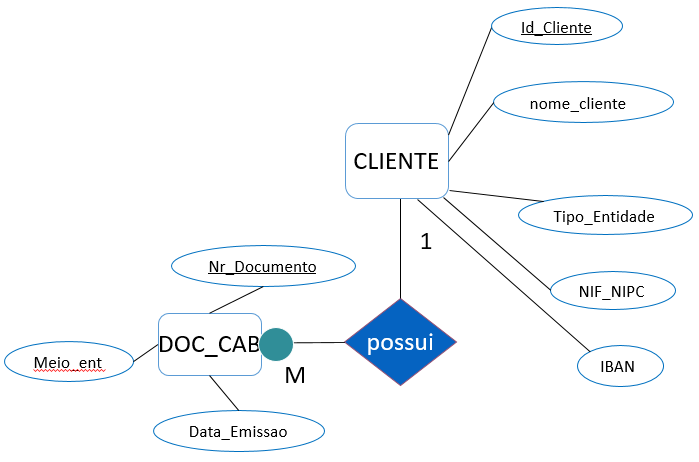 Id_Cliente
nome_cliente
CLIENTE
Tipo_Entidade
1
Nr_Documento
NIF_NIPC
DOC_CAB
possui
Meio_ent
IBAN
M
Data_Emissao